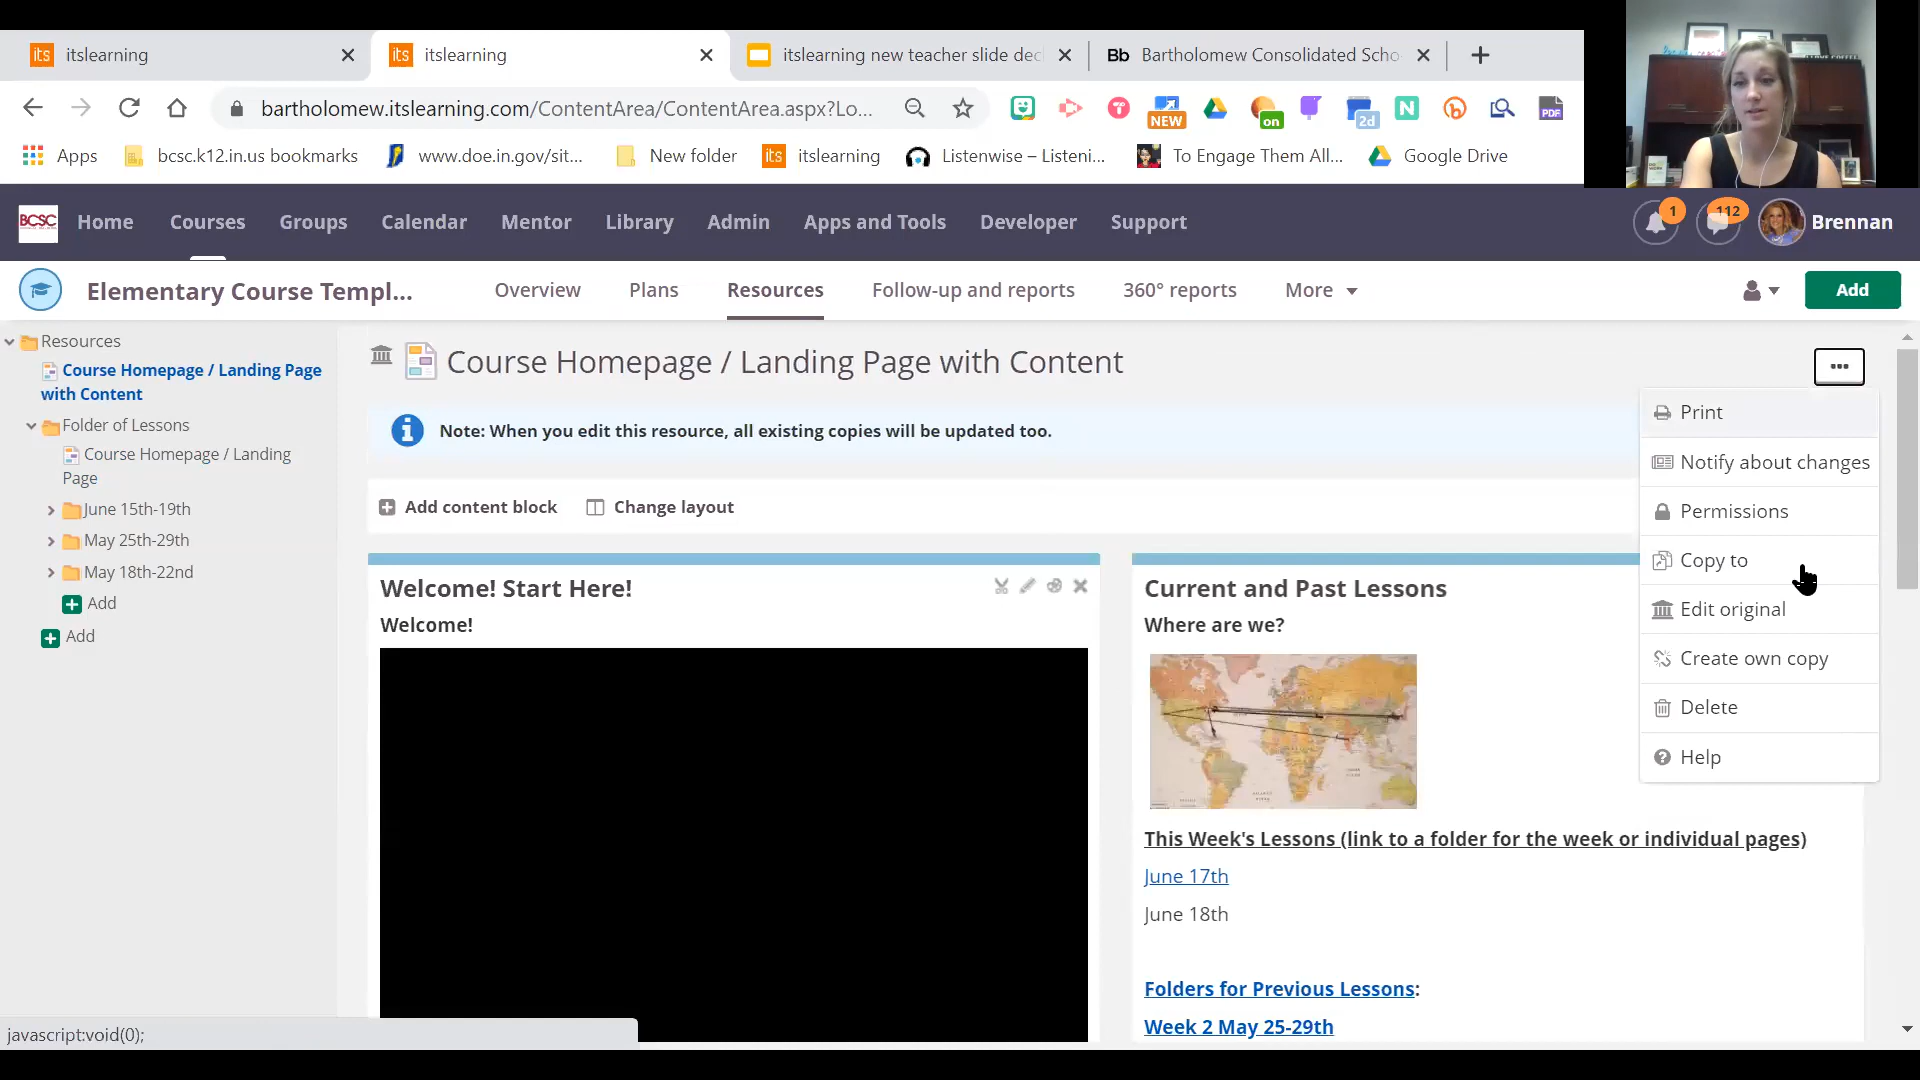 its itslearning
its itslearning
itslearning new teacher slide dec
Bb Bartholomew Consolidated Scho
bartholomew.itslearning.com/ContentArea/ContentArea.aspx?Lo...
NEW
on
2d
N
PDF
Apps
bcsc.k12.in.us bookmarks
www.doe.in.gov/sit...
New folder
its itslearning
Listenwise – Listeni...
To Engage Them All...
Google Drive
BCSC
Home
Courses
Groups
Calendar
Mentor
Library
Admin
Apps and Tools
Developer
Support
1
112
Brennan
Elementary Course Templ...
Overview
Plans
Resources
Follow-up and reports
360° reports
More
Add
Resources
Course Homepage / Landing Page
with Content
Folder of Lessons
Course Homepage / Landing
Page
June 15th-19th
May 25th-29th
May 18th-22nd
Add
Add
Course Homepage / Landing Page with Content
Note: When you edit this resource, all existing copies will be updated too.
Add content block
Change layout
Print
Notify about changes
Permissions
Copy to
Edit original
Create own copy
Delete
Help
Welcome! Start Here!
Welcome!
Current and Past Lessons
Where are we?
This Week's Lessons (link to a folder for the week or individual pages)
June 17th
June 18th
Folders for Previous Lessons:
Week 2 May 25-29th
javascript:void(0);